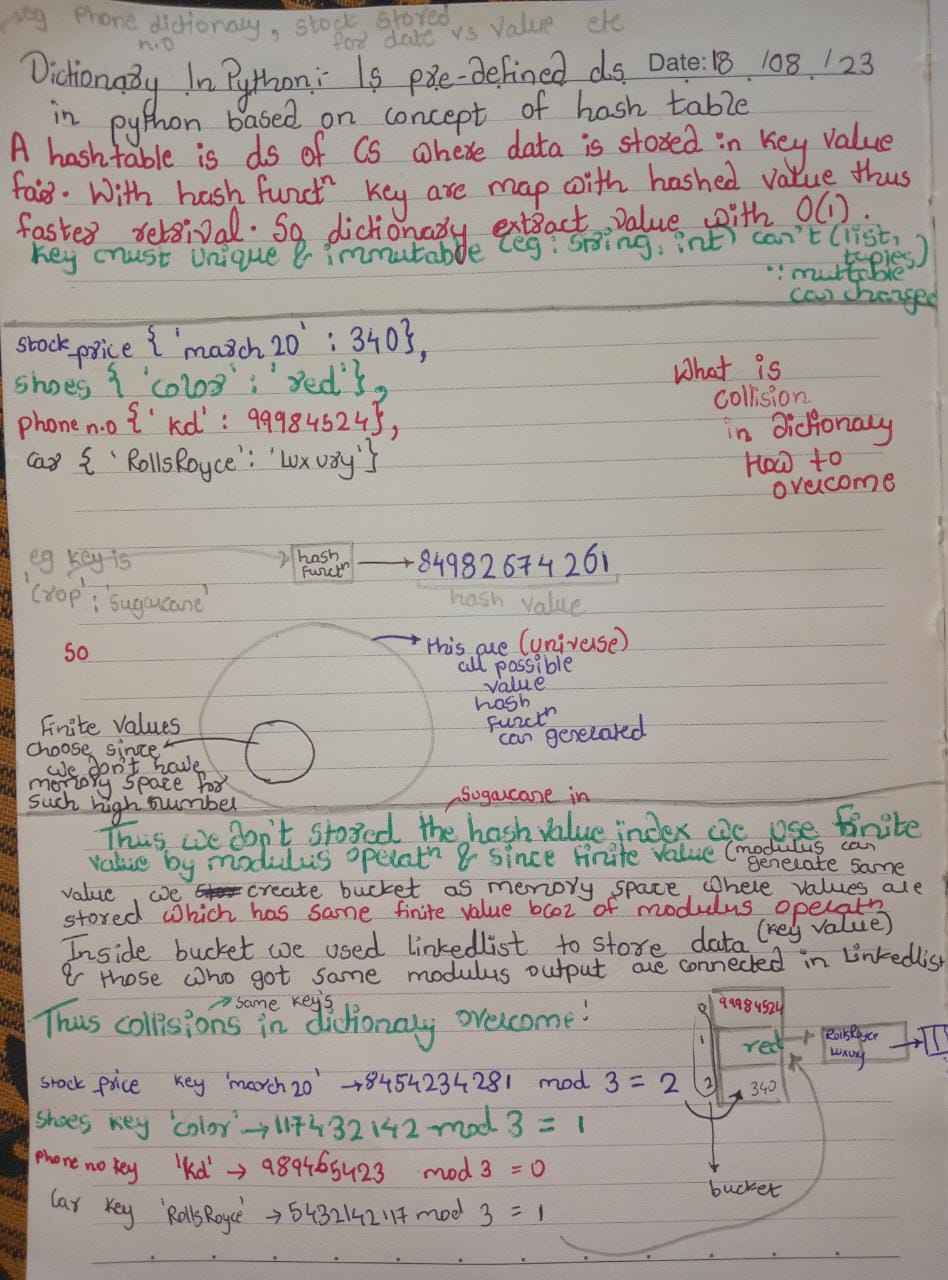 eg Phone dictionary, stock stored
n.o for date vs value etc
Dictionary In Python:- Is pre-defined ds Date: 18 /08 / 23
in python based on concept of hash table
A hashtable is ds of CS where data is stored in key value
fair. With hash funct^n key are map with hashed value thus
faster retrival. So dictionary extract value with O(1).
Key must unique & immutable (eg: string, int) can't (list,
tuples)
∵ muttable
can changed
stock price { 'march 20' : 340},
shoes { 'color' : 'red'},
phone n.o {' kd' : 99984524},
car { 'RollsRoyce': 'Luxury'}
What is
collision
in dictionary
How to
overcome
eg key is
hash
funct^n
84982674261
'Crop' : 'sugarcane'
hash value
So
this are (universe)
all possible
value
hash
funct^n
can generated
Finite values
choose since
we don't have
memory space for
such high number
Sugarcane in
Thus we don't stored the hash value index we use finite
value by modulus operat^n & since finite value (modulus can
generate same
value we create bucket as memory space where values are
stored which has same finite value bcoz of modulus operat^n
(key value)
Inside bucket we used linkedlist to store data
& those who got same modulus output are connected in linkedlist
same key's
Thus collisions in dictionary overcome:
0 99984524
1 red
RollsRoyce
luxury
2 340
stock price key 'march 20' → 8454234281 mod 3 = 2
shoes key 'color' → 117432142 mod 3 = 1
Phone no key 'kd' → 989465423 mod 3 = 0
bucket
Car key 'RollsRoyce' → 5432142117 mod 3 = 1